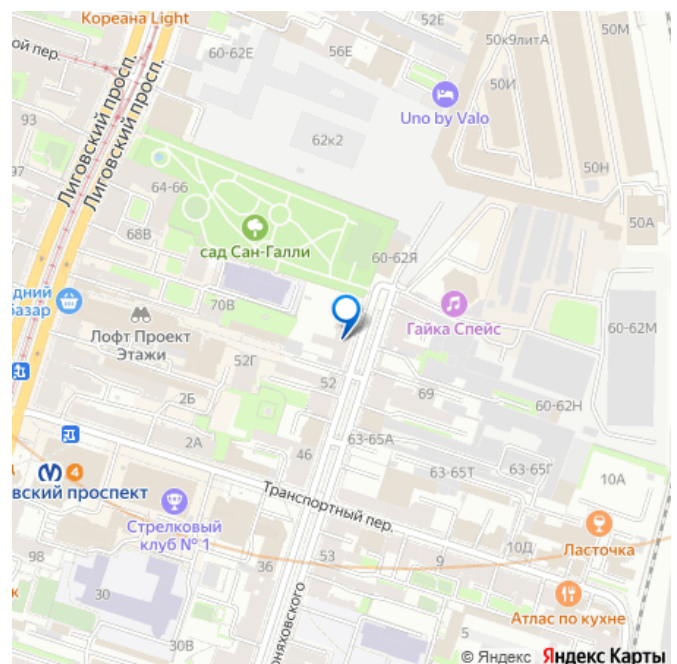 Кореана Light
52Е
50М
50к9литА
56Е
60-62Е
ой пер.
50И
Лиговский просп.
Лиговский просп.
Uno by Valo
93
62к2
50Н
97
64-66
50А
сад Сан-Галли
68В
60-62Я
дний
базар
70В
Гайка Спейс
60-62М
Лофт Проект
Этажи
52Г
52
69
2Б
60-62Н
2А
63-65А
46
63-65Т
63-65Г
10А
4
вский проспект
Транспортный пер.
Стрелковый
клуб № 1
Ласточка
98
53
10Д
36
9
30
к
Атлас по кухне
30В
оняховского
© Яндекс Яндекс Карты